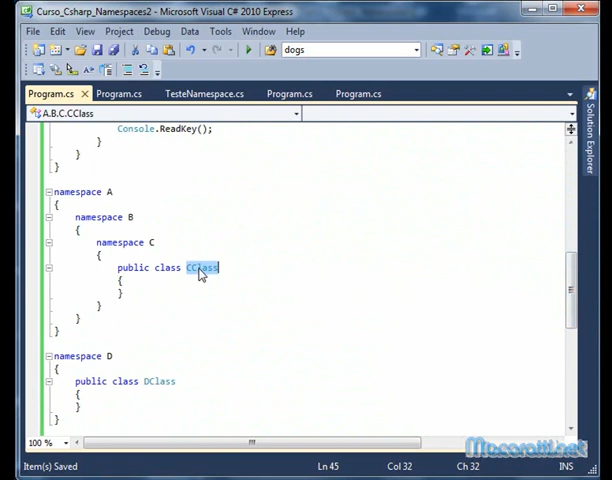 Curso_Csharp_Namespaces2 - Microsoft Visual C# 2010 Express
File Edit View Refactor Project Debug Data Tools Window Help
dogs
Program.cs Program.cs TesteNamespace.cs Program.cs Program.cs
A.B.C.CClass
Solution Explorer
Console.ReadKey();
}
}
}
namespace A
{
namespace B
{
namespace C
{
public class CClass
{
}
}
}
}
namespace D
{
public class DClass
{
}
}
100 %
Macoratti.net
Item(s) Saved Ln 45 Col 32 Ch 32 INS